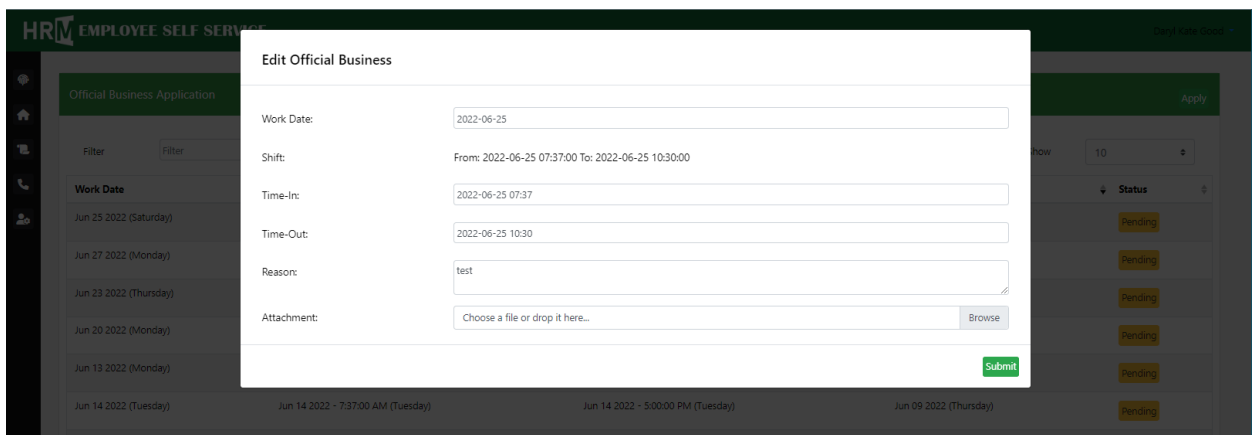 HRM EMPLOYEE SELF SERVICE
Daryl Kate Good
Edit Official Business
Official Business Application
Apply
Work Date: 2022-06-25
Filter Filter
Show 10
Shift: From: 2022-06-25 07:37:00 To: 2022-06-25 10:30:00
Work Date Status
Time-In: 2022-06-25 07:37
Jun 25 2022 (Saturday) Pending
Time-Out: 2022-06-25 10:30
Jun 27 2022 (Monday) Pending
Reason: test
Jun 23 2022 (Thursday) Pending
Attachment: Choose a file or drop it here... Browse
Jun 20 2022 (Monday) Pending
Jun 13 2022 (Monday) Pending
Submit
Jun 14 2022 (Tuesday) Jun 14 2022 - 7:37:00 AM (Tuesday) Jun 14 2022 - 5:00:00 PM (Tuesday) Jun 09 2022 (Thursday) Pending